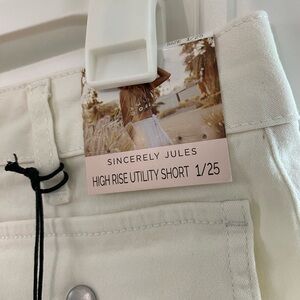 SINCERELY JULES
HIGH RISE UTILITY SHORT 1/25